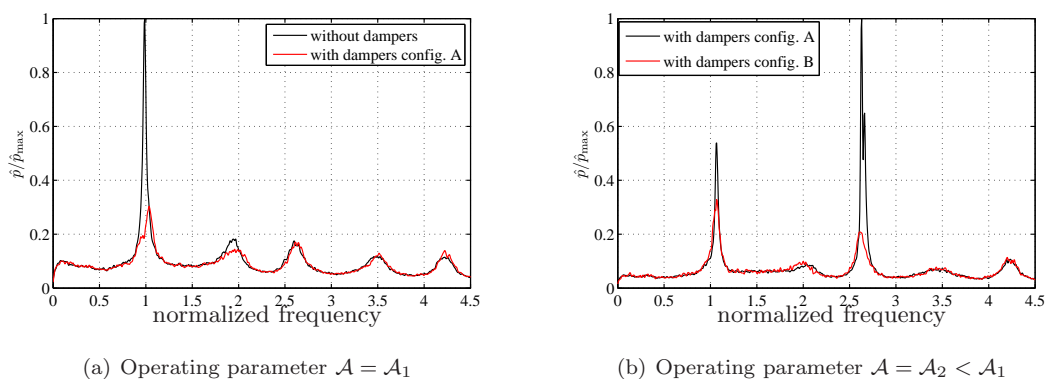 1
0.8
0.6
0.4
0.2
0
p̂/p̂max
0 0.5 1 1.5 2 2.5 3 3.5 4 4.5
normalized frequency
without dampers
with dampers config. A
(a) Operating parameter 𝒜 = 𝒜1
1
0.8
0.6
0.4
0.2
0
p̂/p̂max
0 0.5 1 1.5 2 2.5 3 3.5 4 4.5
normalized frequency
with dampers config. A
with dampers config. B
(b) Operating parameter 𝒜 = 𝒜2 < 𝒜1